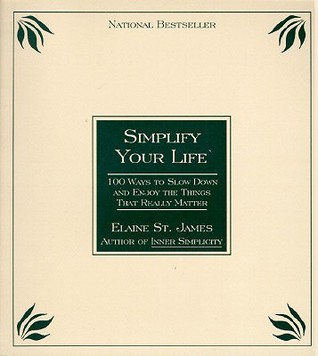 NATIONAL BESTSELLER
SIMPLIFY
YOUR LIFE
100 WAYS TO SLOW DOWN
AND ENJOY THE THINGS
THAT REALLY MATTER
ELAINE ST. JAMES
AUTHOR OF INNER SIMPLICITY